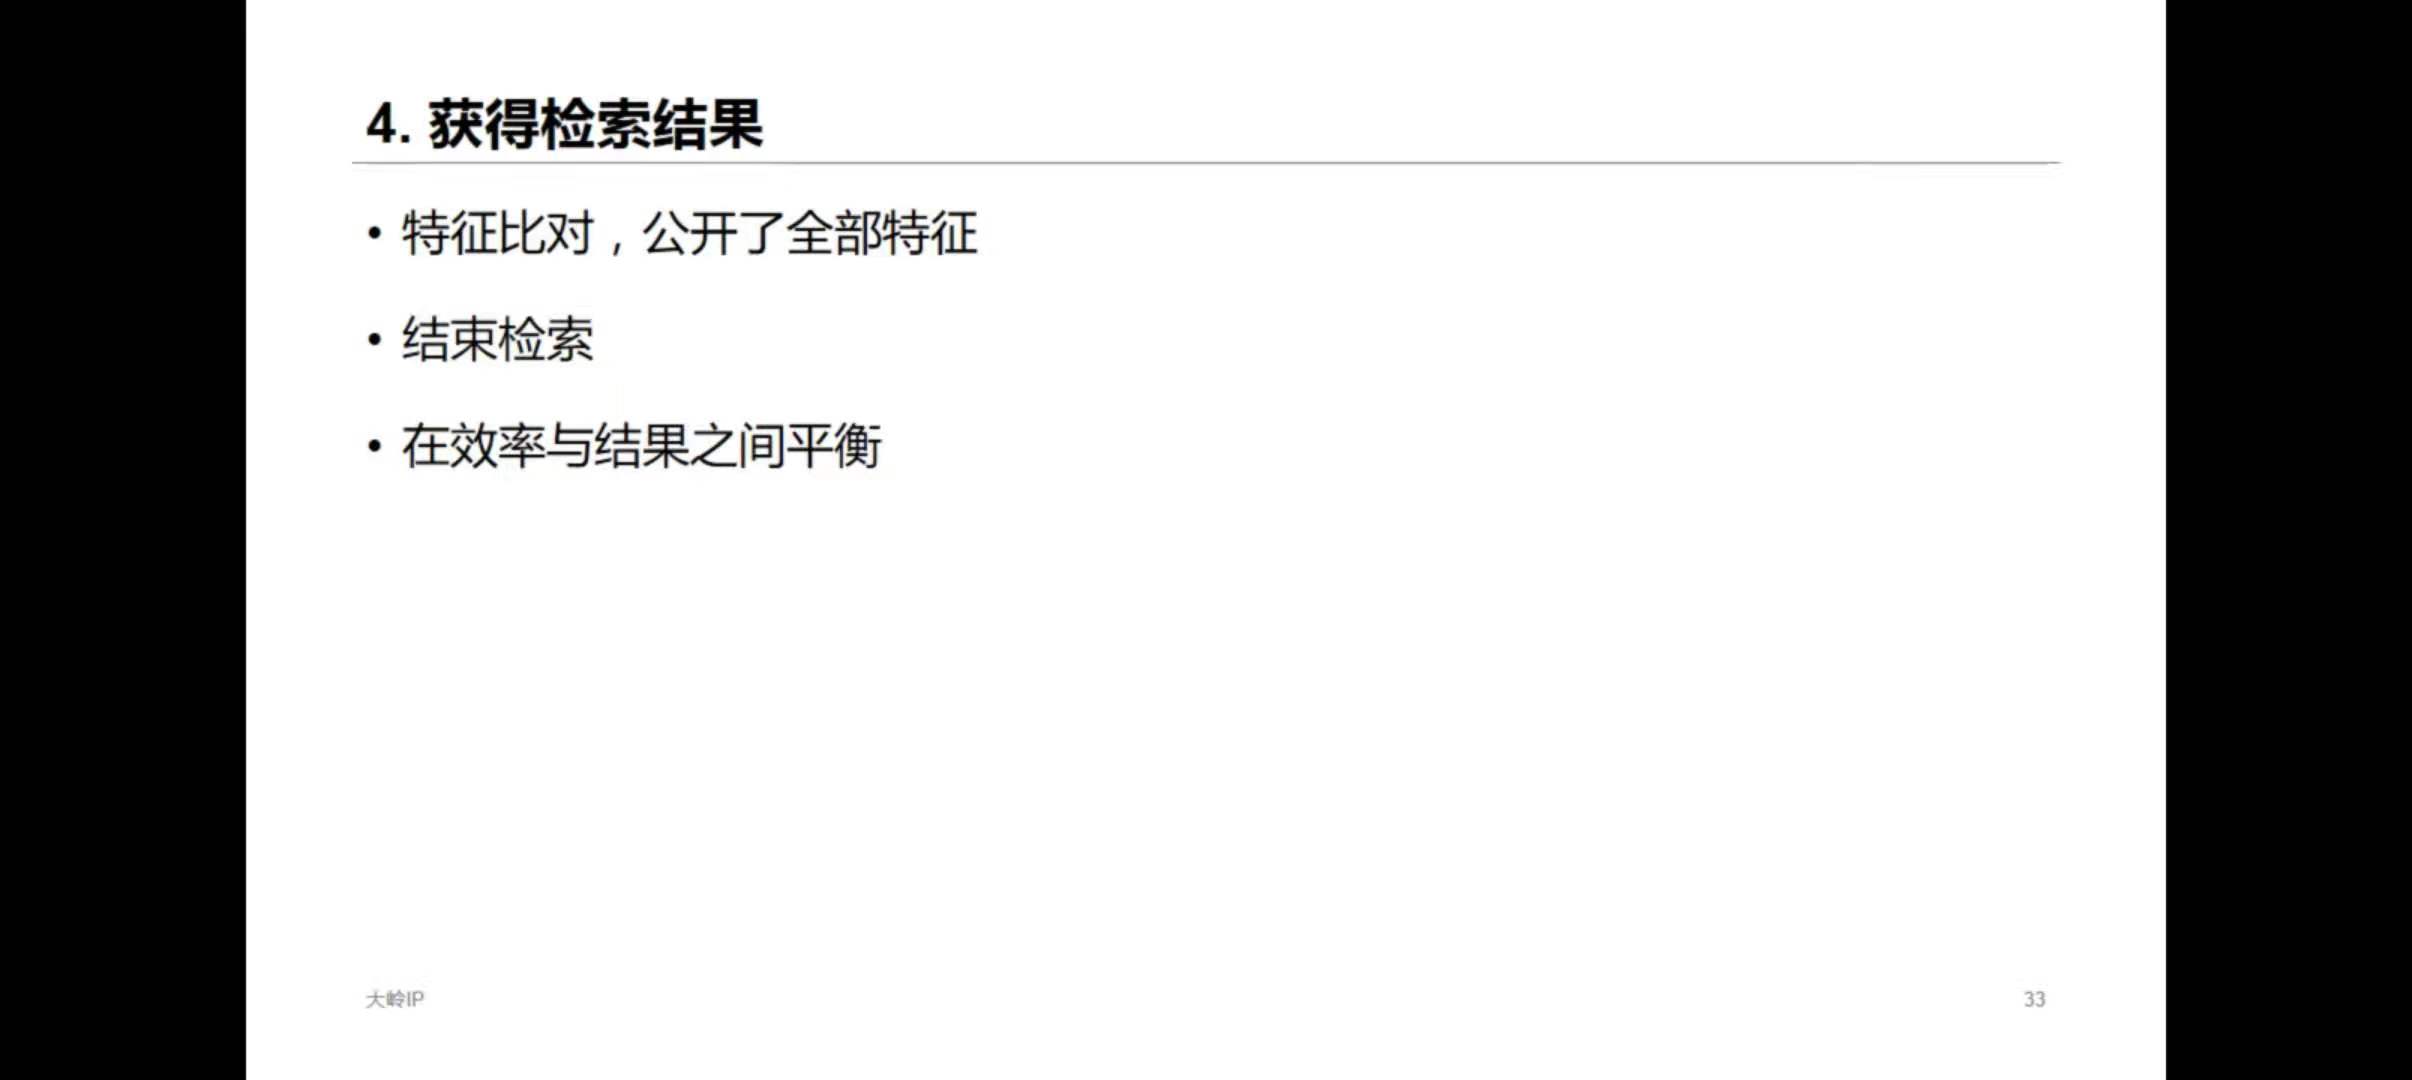 4. 获得检索结果
• 特征比对，公开了全部特征
• 结束检索
• 在效率与结果之间平衡
大岭IP
33